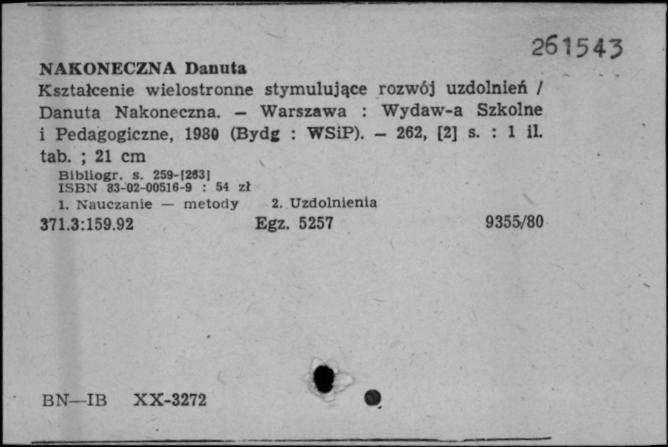 261543
NAKONECZNA Danuta
Kształcenie wielostronne stymulujące rozwój uzdolnień /
Danuta Nakoneczna. — Warszawa : Wydaw-a Szkolne
i Pedagogiczne, 1980 (Bydg : WSiP). — 262, [2] s. : 1 il.
tab. ; 21 cm
Bibliogr. s. 259-[263]
ISBN 83-02-00516-9 : 54 zł
1. Nauczanie — metody 2. Uzdolnienia
371.3:159.92 Egz. 5257 9355/80
BN—IB XX-3272